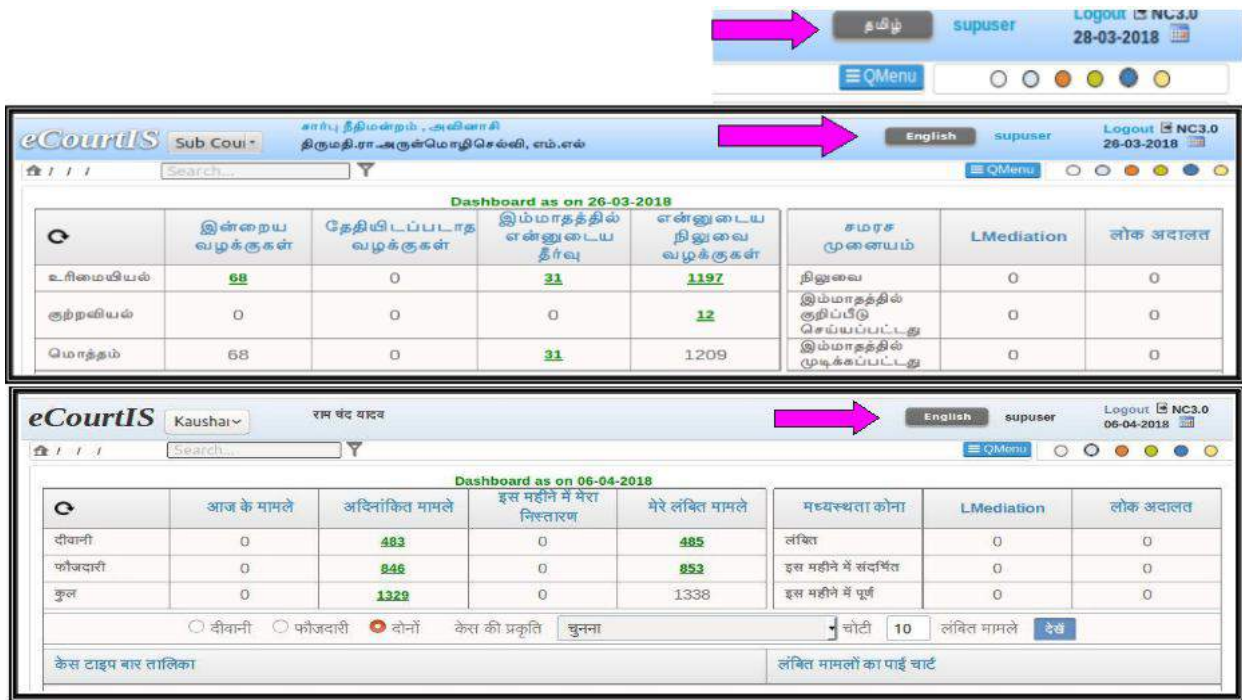 தமிழ் supuser Logout NC3.0
28-03-2018
QMenu
eCourtIS Sub Cour சார்பு நீதிமன்றம் , அவினாசி English supuser Logout NC3.0
திருமதி.ரா.அருள்மொழிசெல்வி, எம்.எல் 26-03-2018
/ / / Search... QMenu
Dashboard as on 26-03-2018
இன்றைய வழக்குகள் தேதியிடப்படாத வழக்குகள் இம்மாதத்தில் என்னுடைய தீர்வு என்னுடைய நிலுவை வழக்குகள் சமரச முனையம் LMediation लोक अदालत
உரிமையியல் 68 0 31 1197 நிலுவை 0 0
குற்றவியல் 0 0 0 12 இம்மாதத்தில் குறிப்பீடு செய்யப்பட்டது 0 0
மொத்தம் 68 0 31 1209 இம்மாதத்தில் முடிக்கப்பட்டது 0 0
eCourtIS Kaushar राम चंद यादव English supuser Logout NC3.0
06-04-2018
/ / / Search... QMenu
Dashboard as on 06-04-2018
आज के मामले अदिनांकित मामले इस महीने में मेरा निस्तारण मेरे लंबित मामले मध्यस्थता कोना LMediation लोक अदालत
दीवानी 0 483 0 485 लंबित 0 0
फौजदारी 0 846 0 853 इस महीने में संदर्भित 0 0
कुल 0 1329 0 1338 इस महीने में पूर्ण 0 0
दीवानी फौजदारी दोनों केस की प्रकृति चुनना चोटी 10 लंबित मामले देखें
केस टाइप बार तालिका लंबित मामलों का पाई चार्ट